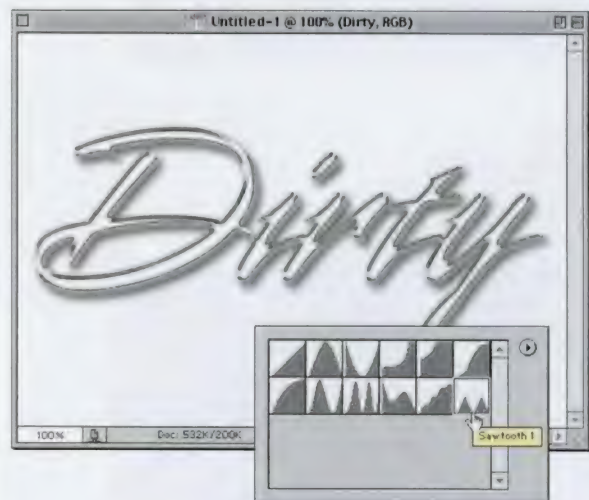 Untitled-1 @ 100% (Dirty, RGB)
Dirty
100%
Doc: 532K/200K
Sawtooth 1